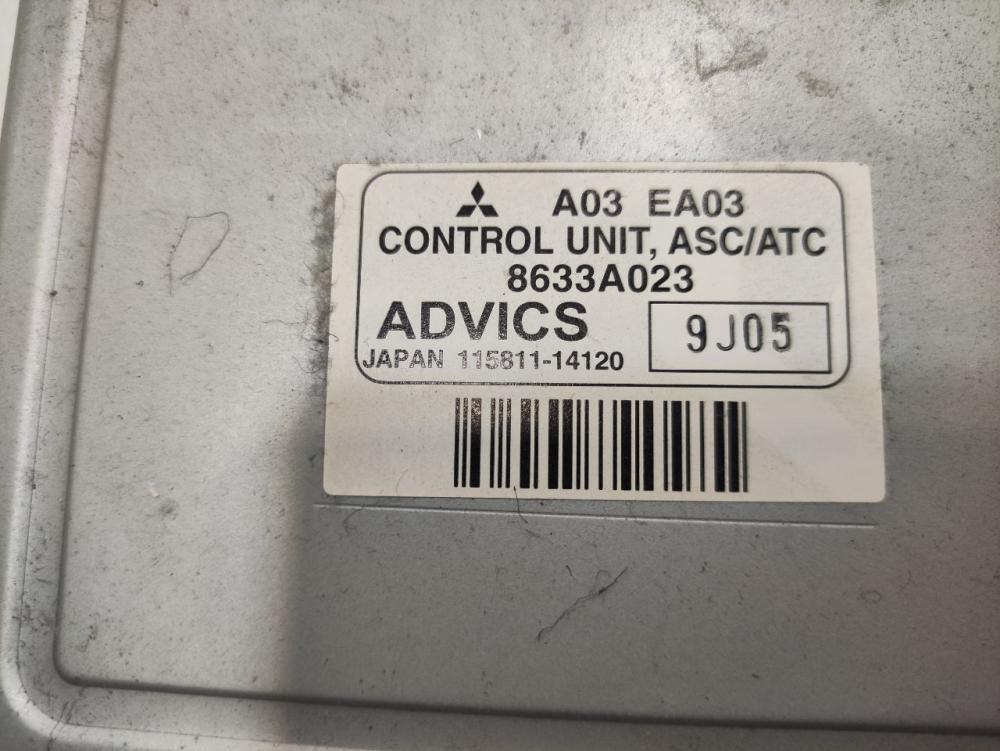 A03 EA03
CONTROL UNIT, ASC/ATC
8633A023
ADVICS 9J05
JAPAN 115811-14120